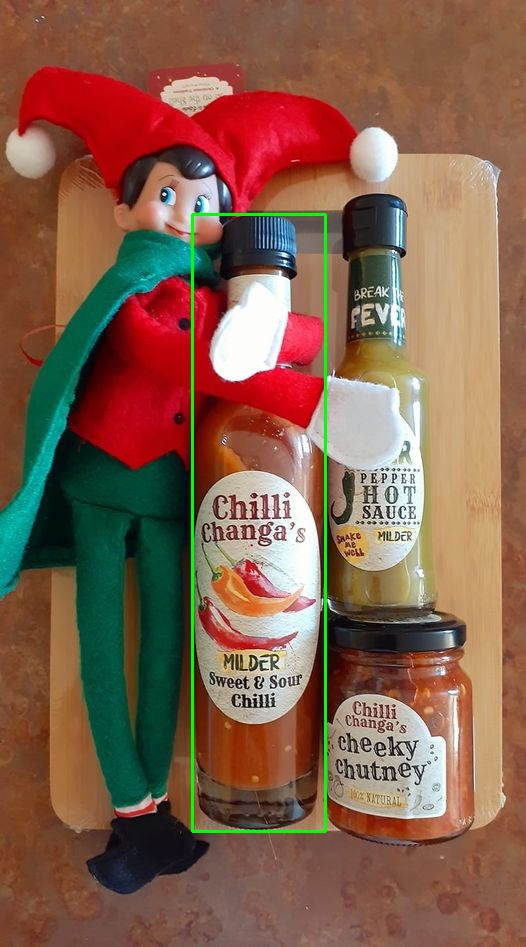 BREAK THE
FEVER
PEPPER
HOT
SAUCE
SHAKE
ME
WELL
MILDER
Chilli
Changa's
MILDER
Sweet & Sour
Chilli
Chilli
Changa's
cheeky
chutney
100% NATURAL